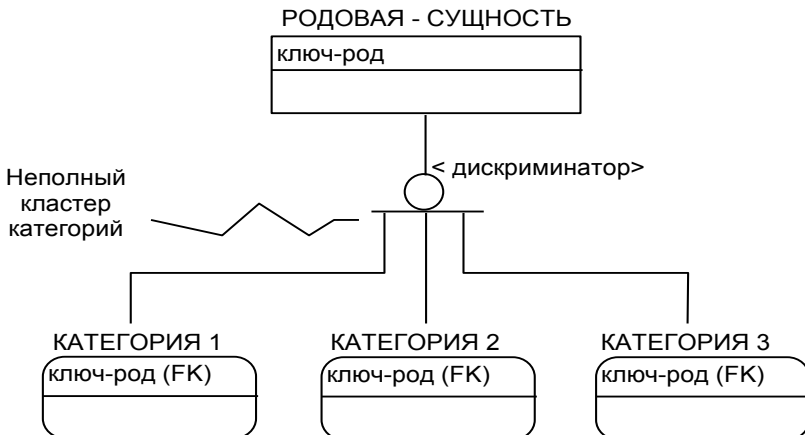 РОДОВАЯ - СУЩНОСТЬ
ключ-род
< дискриминатор>
Неполный
кластер
категорий
КАТЕГОРИЯ 1
КАТЕГОРИЯ 2
КАТЕГОРИЯ 3
ключ-род (FK)
ключ-род (FK)
ключ-род (FK)